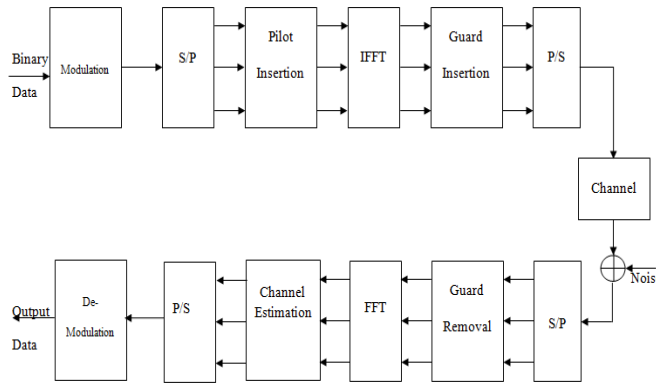 Binary
Data
Modulation
S/P
Pilot
Insertion
IFFT
Guard
Insertion
P/S
Channel
Nois
S/P
Guard
Removal
FFT
Channel
Estimation
P/S
De-
Modulation
Output
Data